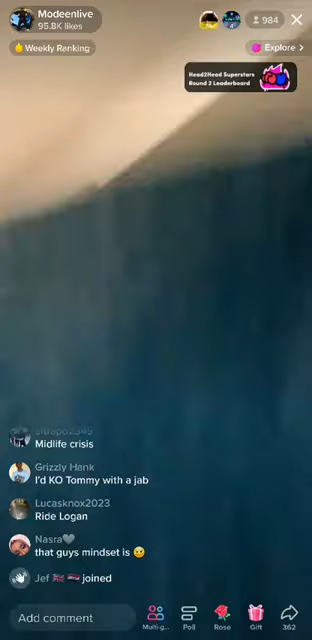 Modeenlive
95.8K likes
984
Weekly Ranking
Explore >
Head2Head Superstars
Round 3 Leaderboard
Midlife crisis
Grizzly Hank
I'd KO Tommy with a jab
Lucasknox2023
Ride Logan
Nasra🩶
that guys mindset is
Jef 🇬🇧 joined
Add comment
Multi-g...
Poll
Rose
Gift
362